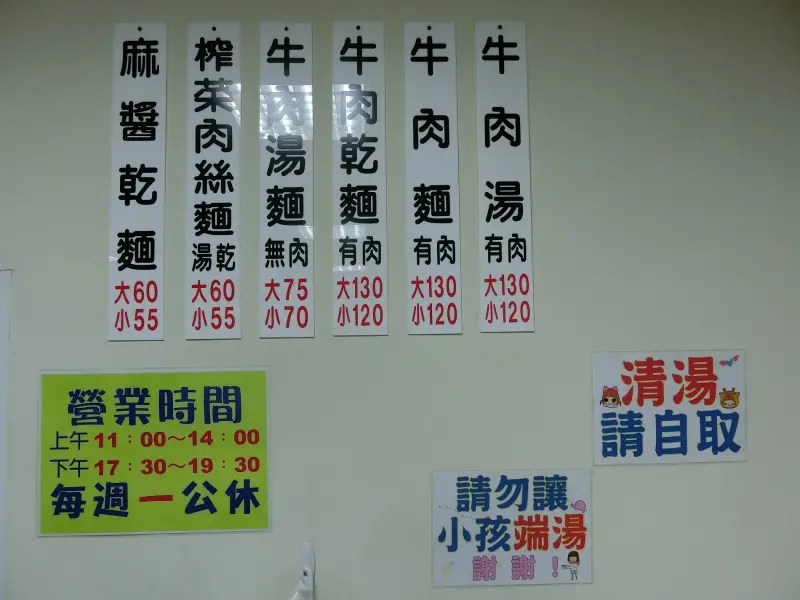 牛肉湯
有肉
大130
小120
牛肉麵
有肉
大130
小120
牛肉乾麵
有肉
大130
小120
牛肉湯麵
無肉
大75
小70
榨菜肉絲麵
湯乾
大60
小55
麻醬乾麵
大60
小55
營業時間
上午11：00～14：00
下午17：30～19：30
每週一公休
清湯
請自取
請勿讓
小孩端湯
謝謝！